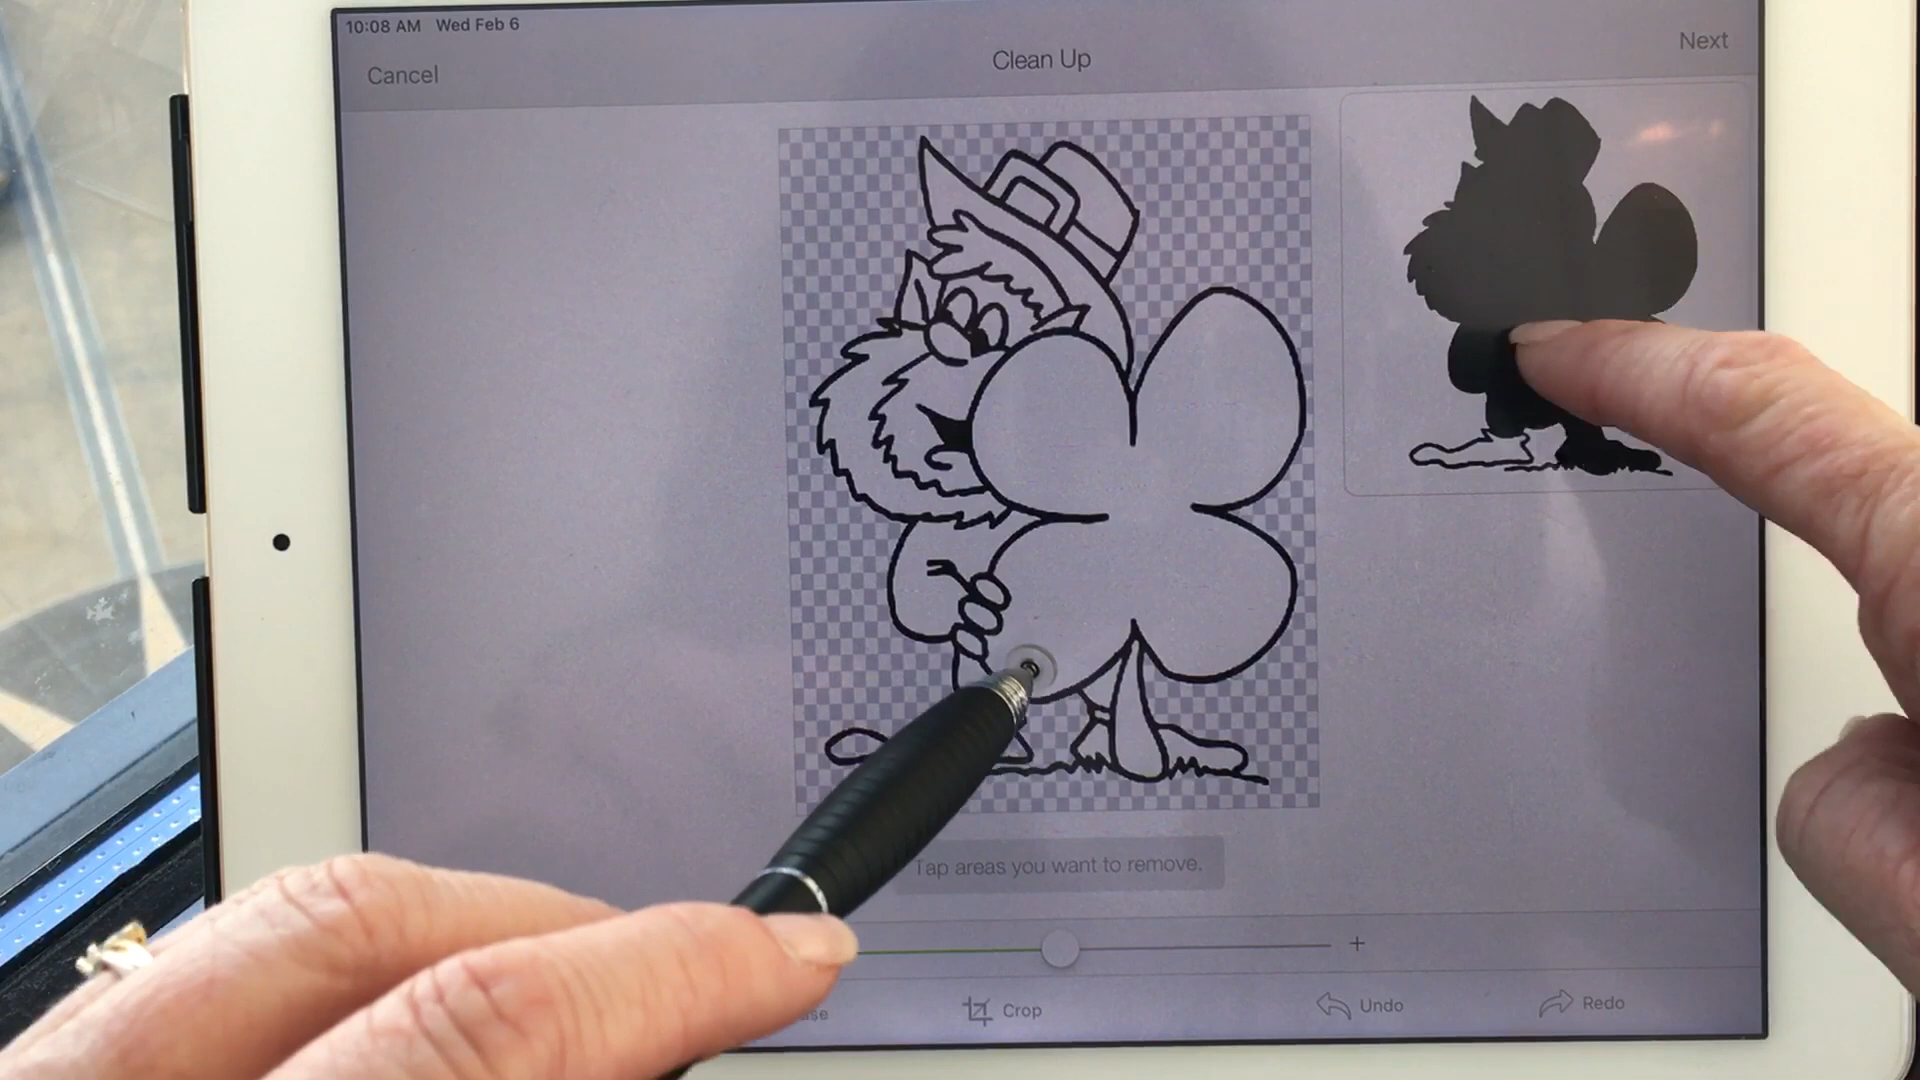 10:08 AM Wed Feb 6
Cancel
Clean Up
Next
Tap areas you want to remove.
+
Crop
Undo
Redo